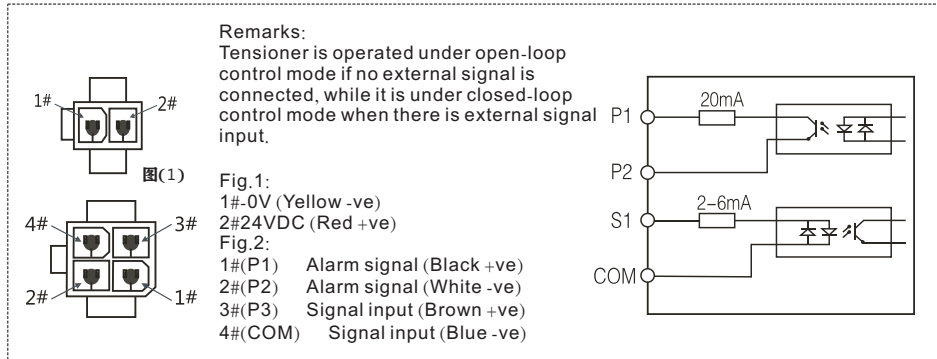 Remarks:
Tensioner is operated under open-loop
control mode if no external signal is
connected, while it is under closed-loop
control mode when there is external signal
input.
1#
2#
图(1)
4#
3#
2#
1#
Fig.1:
1#-0V (Yellow -ve)
2#24VDC (Red +ve)
Fig.2:
1#(P1) Alarm signal (Black +ve)
2#(P2) Alarm signal (White -ve)
3#(P3) Signal input (Brown +ve)
4#(COM) Signal input (Blue -ve)
P1
20mA
P2
S1
2-6mA
COM